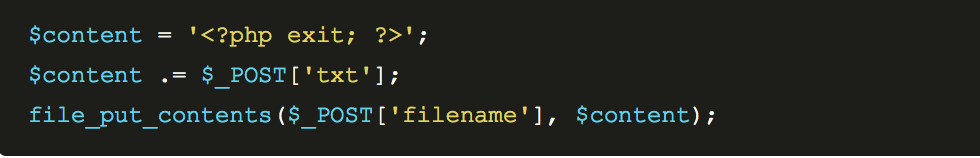 $content = '<?php exit; ?>';
$content .= $_POST['txt'];
file_put_contents($_POST['filename'], $content);